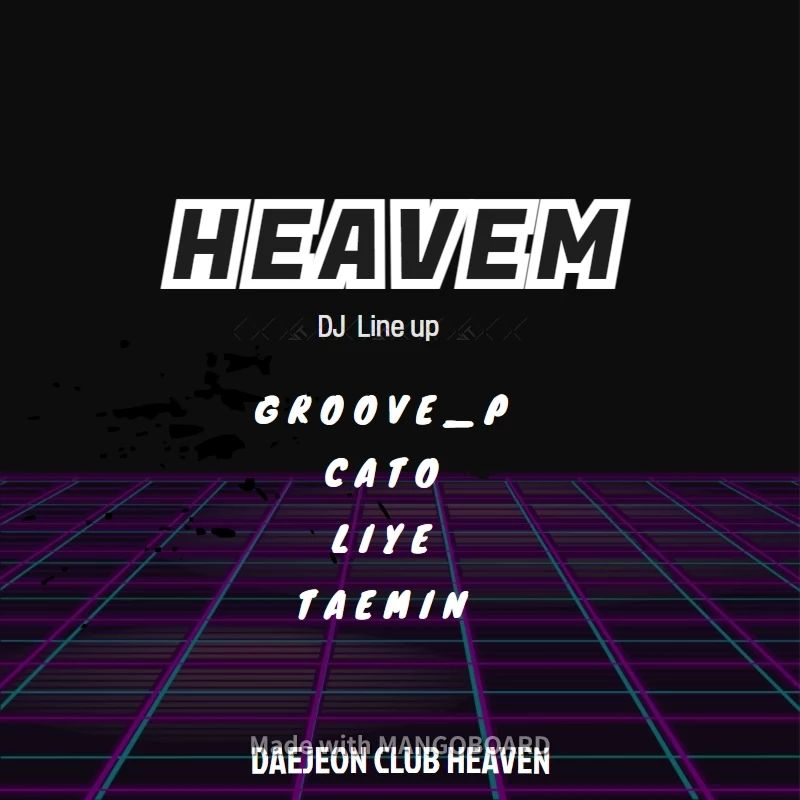 HEAVEM
DJ Line up
GROOVE_P
CATO
LIYE
TAEMIN
Made with MANGOBOARD
DAEJEON CLUB HEAVEN